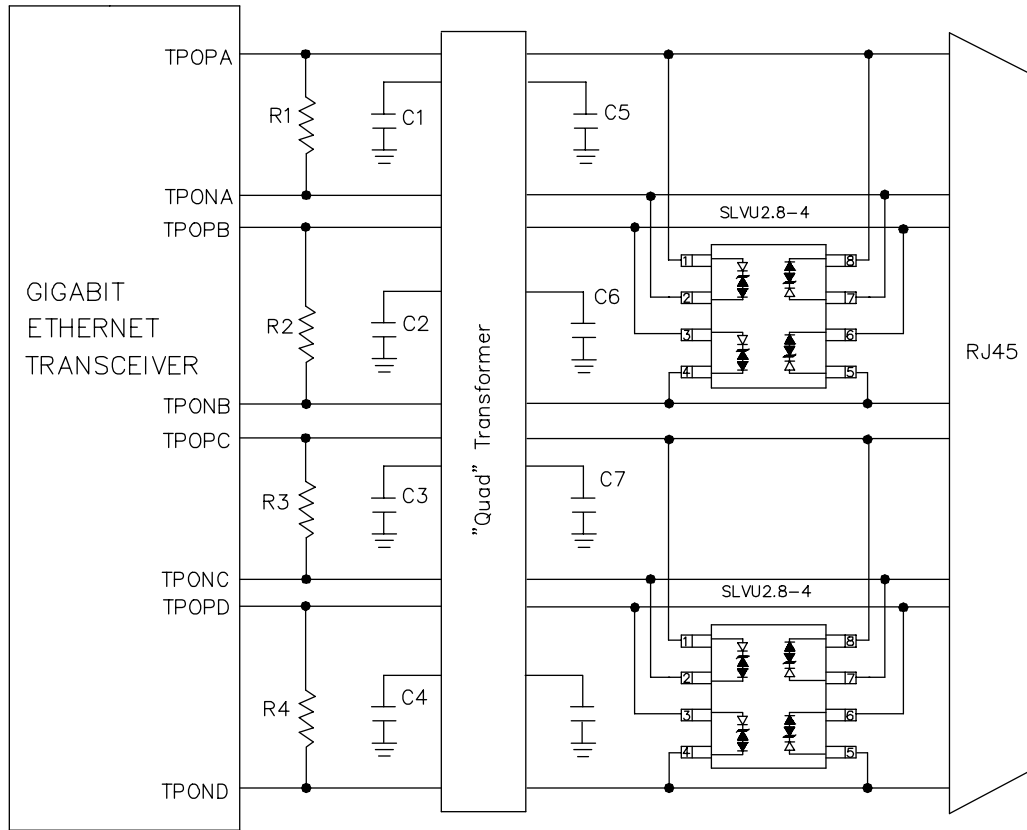 TPOPA
R1
C1
C5
TPONA
TPOPB
SLVU2.8-4
1
2
3
4
8
7
6
5
GIGABIT
ETHERNET
TRANSCEIVER
R2
C2
C6
"Quad" Transformer
RJ45
TPONB
TPOPC
R3
C3
C7
TPONC
TPOPD
SLVU2.8-4
1
2
3
4
8
7
6
5
R4
C4
TPOND